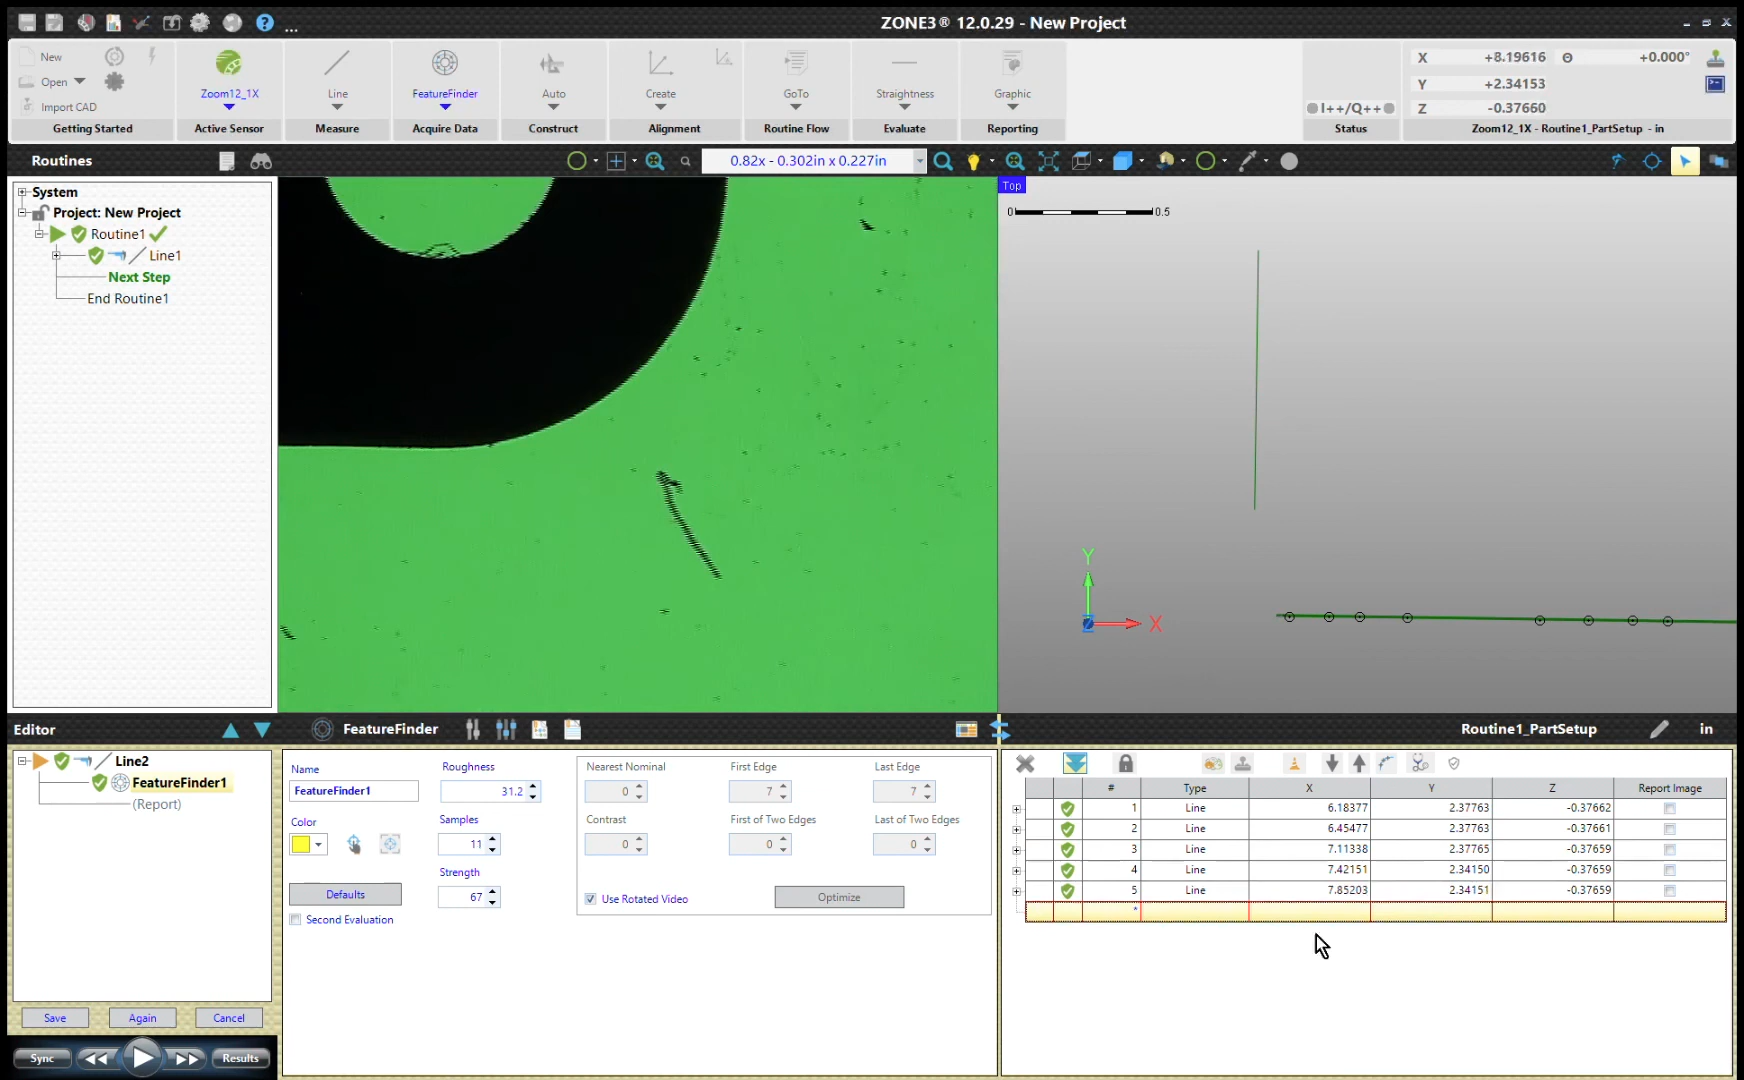 ZONE3® 12.0.29 - New Project
New
Open
Import CAD
Getting Started
Zoom12_1X
Active Sensor
Line
Measure
FeatureFinder
Acquire Data
Auto
Construct
Create
Alignment
GoTo
Routine Flow
Straightness
Evaluate
Graphic
Reporting
I++/Q++
Status
X +8.19616 Θ +0.000°
Y +2.34153
Z -0.37660
Zoom12_1X - Routine1_PartSetup - in
Routines
0.82x - 0.302in x 0.227in
System
Project: New Project
Routine1
Line1
Next Step
End Routine1
Top
0 0.5
Y
Z
X
Editor
Line2
FeatureFinder1
(Report)
Save Again Cancel
Sync Results
FeatureFinder
Name
FeatureFinder1
Color
Defaults
Second Evaluation
Roughness
31.2
Samples
11
Strength
67
Nearest Nominal First Edge Last Edge
0 7 7
Contrast First of Two Edges Last of Two Edges
0 0 0
Use Rotated Video Optimize
Routine1_PartSetup in
# Type X Y Z Report Image
1 Line 6.18377 2.37763 -0.37662
2 Line 6.45477 2.37763 -0.37661
3 Line 7.11338 2.37765 -0.37659
4 Line 7.42151 2.34150 -0.37659
5 Line 7.85203 2.34151 -0.37659
*